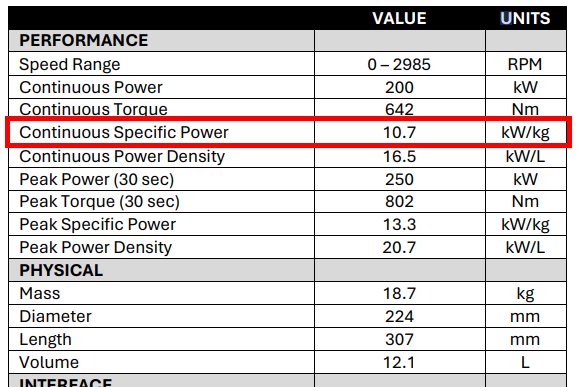 VALUE UNITS
PERFORMANCE
Speed Range 0 – 2985 RPM
Continuous Power 200 kW
Continuous Torque 642 Nm
Continuous Specific Power 10.7 kW/kg
Continuous Power Density 16.5 kW/L
Peak Power (30 sec) 250 kW
Peak Torque (30 sec) 802 Nm
Peak Specific Power 13.3 kW/kg
Peak Power Density 20.7 kW/L
PHYSICAL
Mass 18.7 kg
Diameter 224 mm
Length 307 mm
Volume 12.1 L
INTERFACE